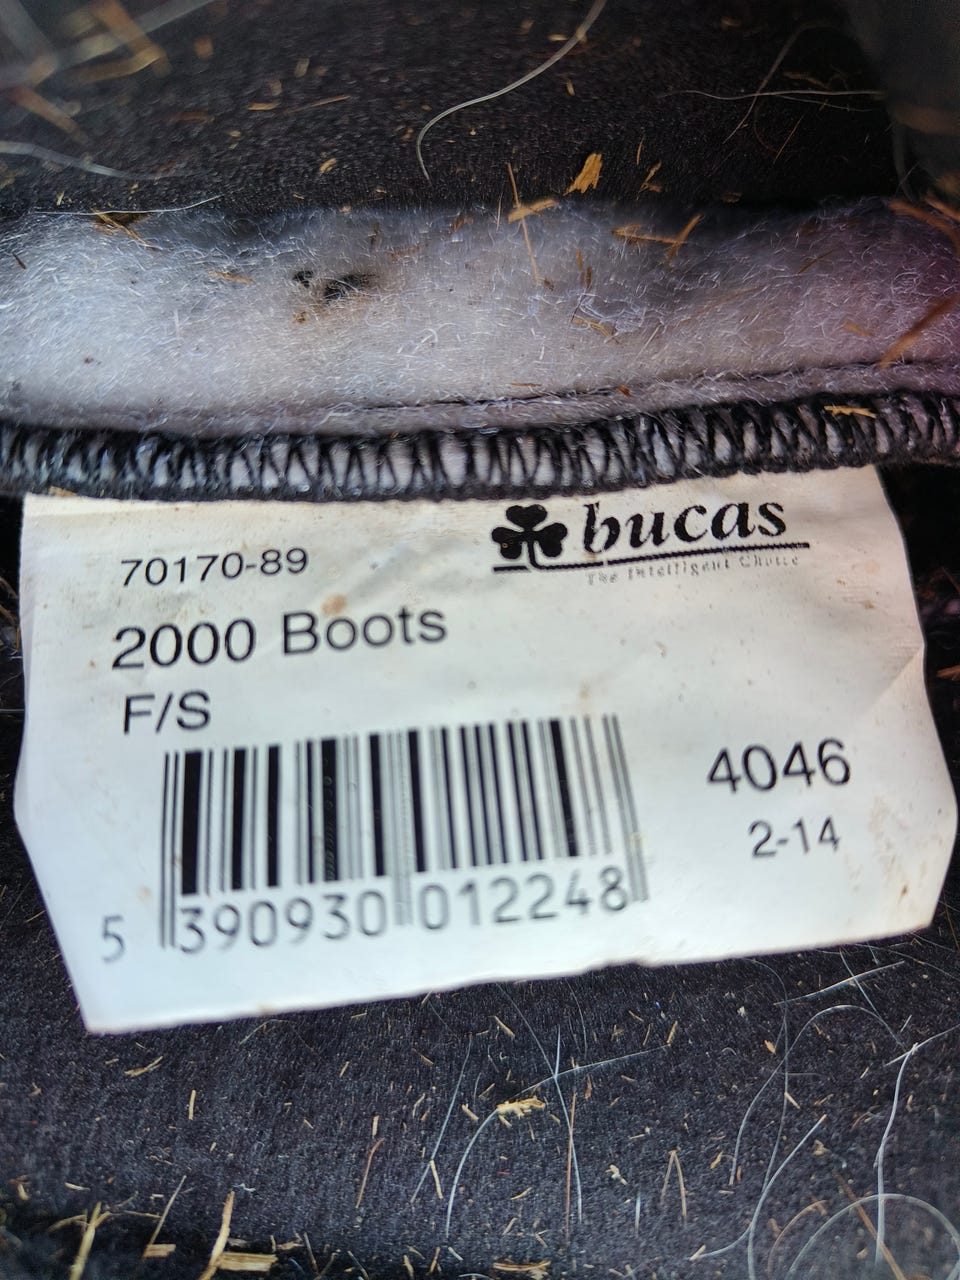 bucas
The Intelligent Choice
70170-89
2000 Boots
F/S
4046
2-14
5 390930 012248